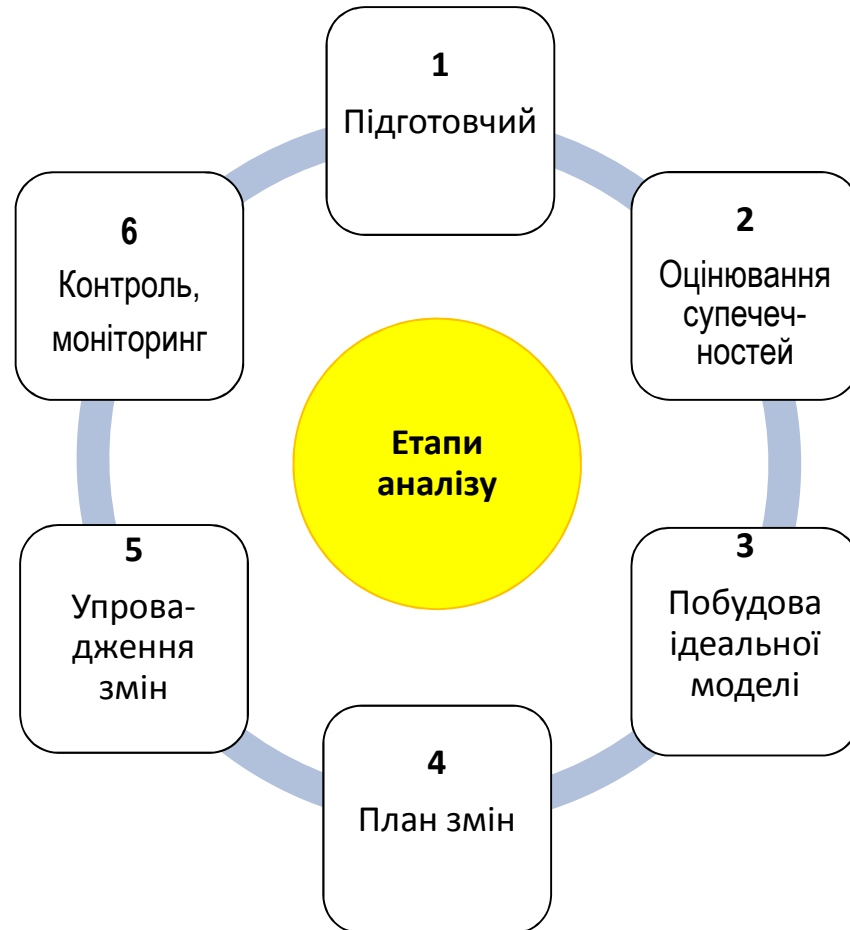 1
Підготовчий
2
Оцінювання
супечеч-
ностей
3
Побудова
ідеальної
моделі
4
План змін
5
Упрова-
дження
змін
6
Контроль,
моніторинг
Етапи
аналізу